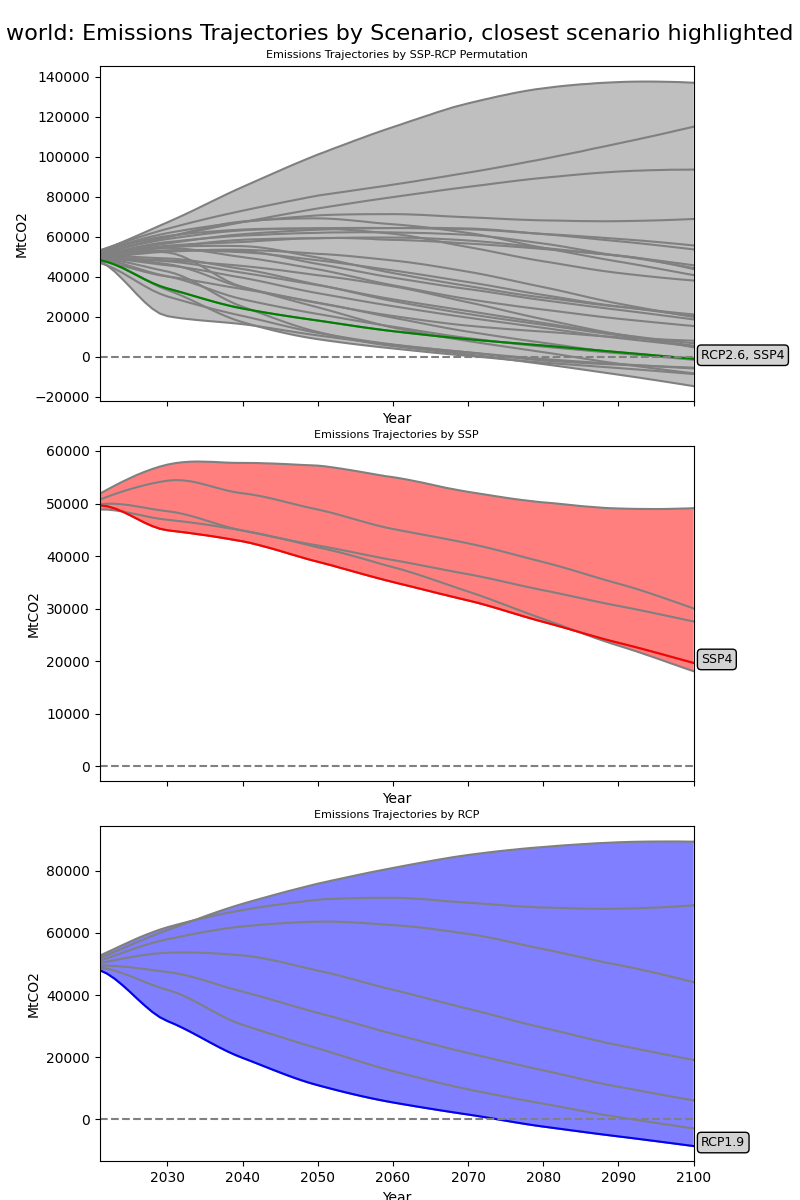 world: Emissions Trajectories by Scenario, closest scenario highlighted
Emissions Trajectories by SSP-RCP Permutation
140000
120000
100000
80000
60000
40000
20000
0
−20000
MtCO2
RCP2.6, SSP4
Year
Emissions Trajectories by SSP
60000
50000
40000
30000
20000
10000
0
MtCO2
SSP4
Year
Emissions Trajectories by RCP
80000
60000
40000
20000
0
MtCO2
RCP1.9
2030 2040 2050 2060 2070 2080 2090 2100
Year